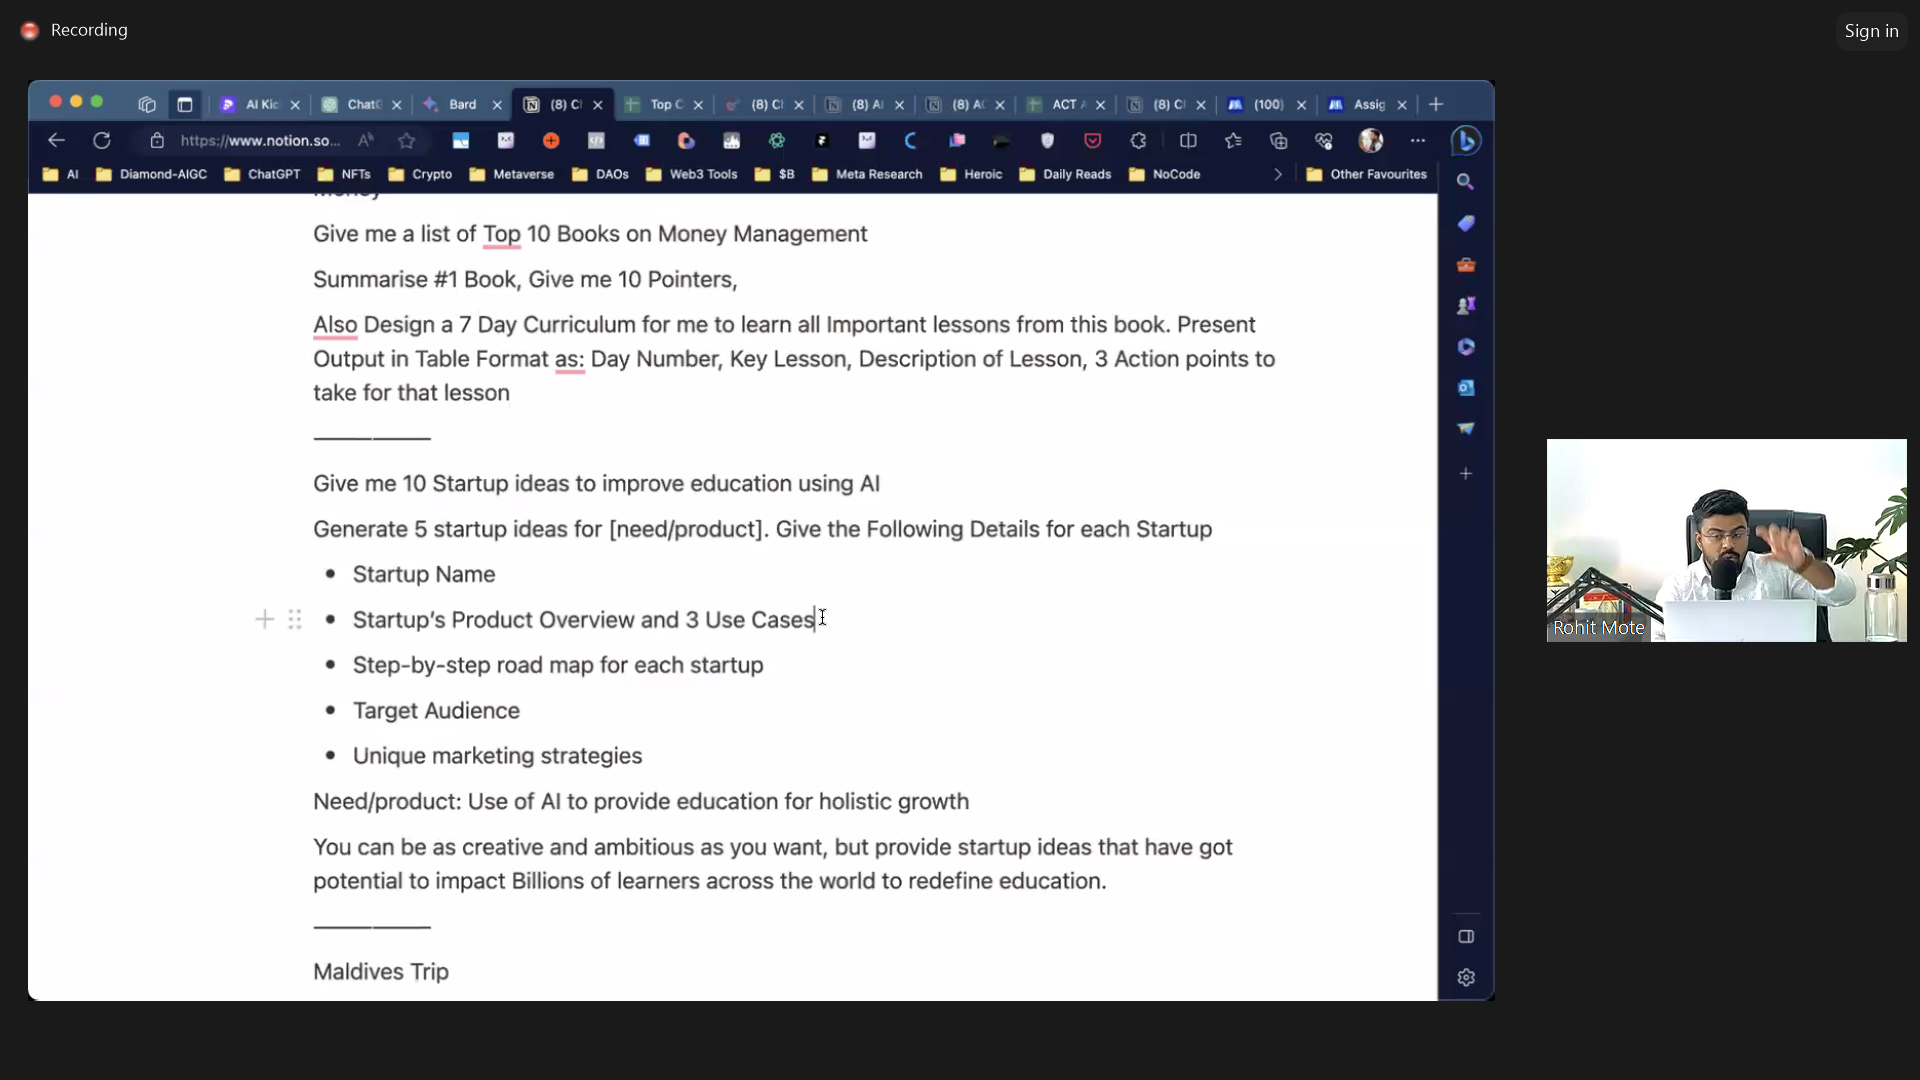 Recording
Sign in
AI Kic
Chat
Bard
(8) Cl
Top C
(8) Cl
(8) AI
(8) A
ACT
(8) Cl
(100)
Assig
https://www.notion.so...
AI
Diamond-AIGC
ChatGPT
NFTs
Crypto
Metaverse
DAOs
Web3 Tools
$B
Meta Research
Heroic
Daily Reads
NoCode
Other Favourites
Money
Give me a list of Top 10 Books on Money Management
Summarise #1 Book, Give me 10 Pointers,
Also Design a 7 Day Curriculum for me to learn all Important lessons from this book. Present
Output in Table Format as: Day Number, Key Lesson, Description of Lesson, 3 Action points to
take for that lesson
Give me 10 Startup ideas to improve education using AI
Generate 5 startup ideas for [need/product]. Give the Following Details for each Startup
• Startup Name
• Startup’s Product Overview and 3 Use Cases
• Step-by-step road map for each startup
• Target Audience
• Unique marketing strategies
Need/product: Use of AI to provide education for holistic growth
You can be as creative and ambitious as you want, but provide startup ideas that have got
potential to impact Billions of learners across the world to redefine education.
Maldives Trip
Rohit Mote